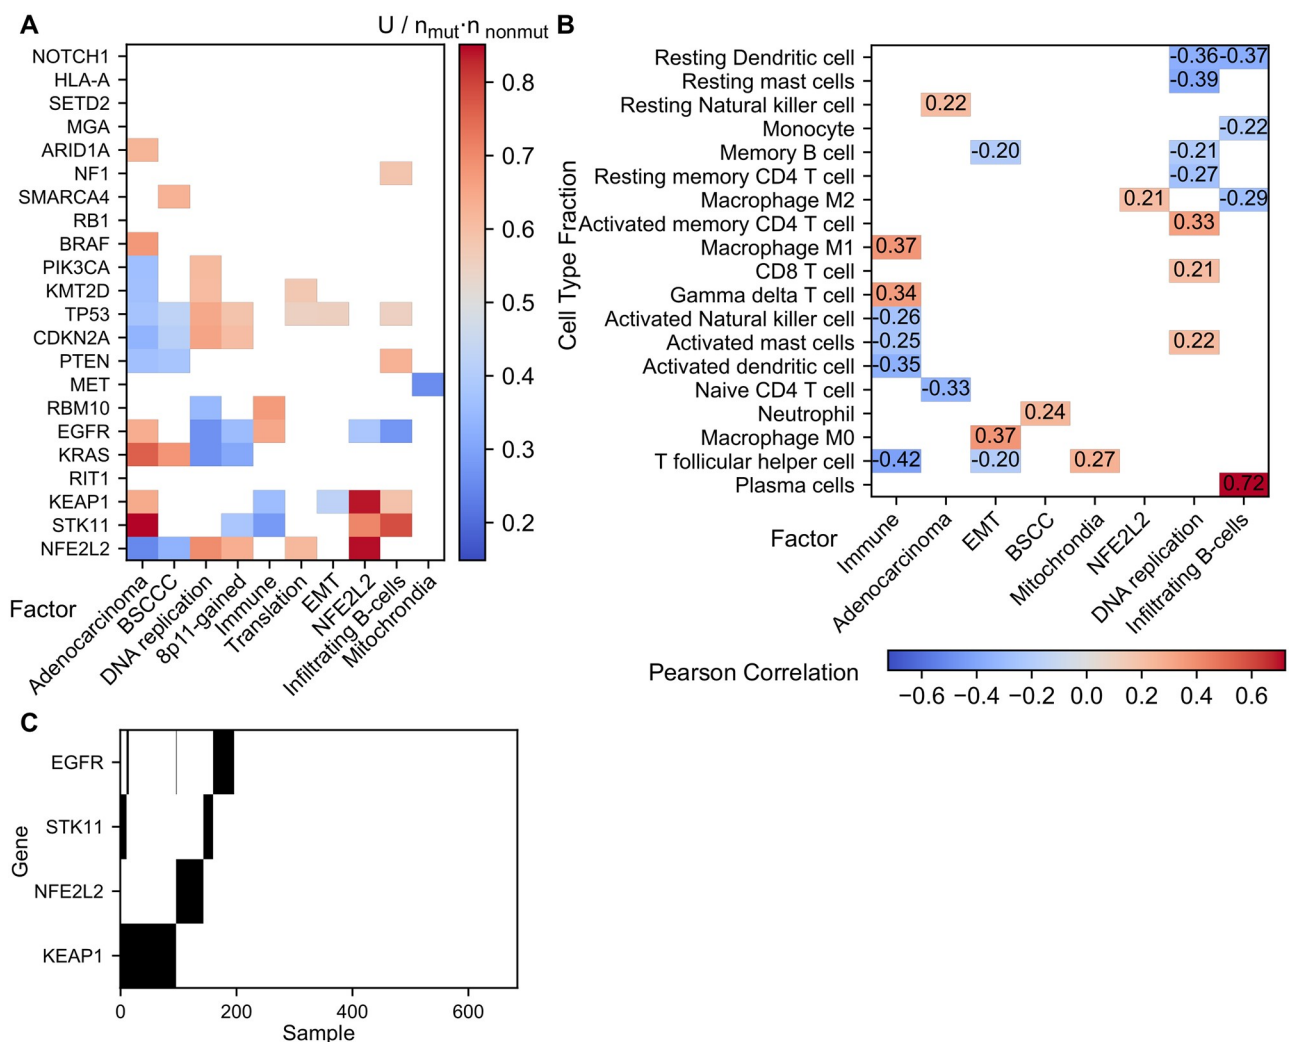 A
U / nmut·n nonmut
NOTCH1
HLA-A
SETD2
MGA
ARID1A
NF1
SMARCA4
RB1
BRAF
PIK3CA
KMT2D
TP53
CDKN2A
PTEN
MET
RBM10
EGFR
KRAS
RIT1
KEAP1
STK11
NFE2L2
0.8
0.7
0.6
0.5
0.4
0.3
0.2
Factor
Adenocarcinoma
BSCCC
DNA replication
8p11-gained
Immune
Translation
EMT
NFE2L2
Infiltrating B-cells
Mitochrondia
B
Cell Type Fraction
Resting Dendritic cell -0.36 -0.37
Resting mast cells -0.39
Resting Natural killer cell 0.22
Monocyte -0.22
Memory B cell -0.20 -0.21
Resting memory CD4 T cell -0.27
Macrophage M2 0.21 -0.29
Activated memory CD4 T cell 0.33
Macrophage M1 0.37
CD8 T cell 0.21
Gamma delta T cell 0.34
Activated Natural killer cell -0.26
Activated mast cells -0.25 0.22
Activated dendritic cell -0.35
Naive CD4 T cell -0.33
Neutrophil 0.24
Macrophage M0 0.37
T follicular helper cell -0.42 -0.20 0.27
Plasma cells 0.72
Factor
Immune
Adenocarcinoma
EMT
BSCC
Mitochrondia
NFE2L2
DNA replication
Infiltrating B-cells
Pearson Correlation
−0.6 −0.4 −0.2 0.0 0.2 0.4 0.6
C
Gene
EGFR
STK11
NFE2L2
KEAP1
0 200 400 600
Sample